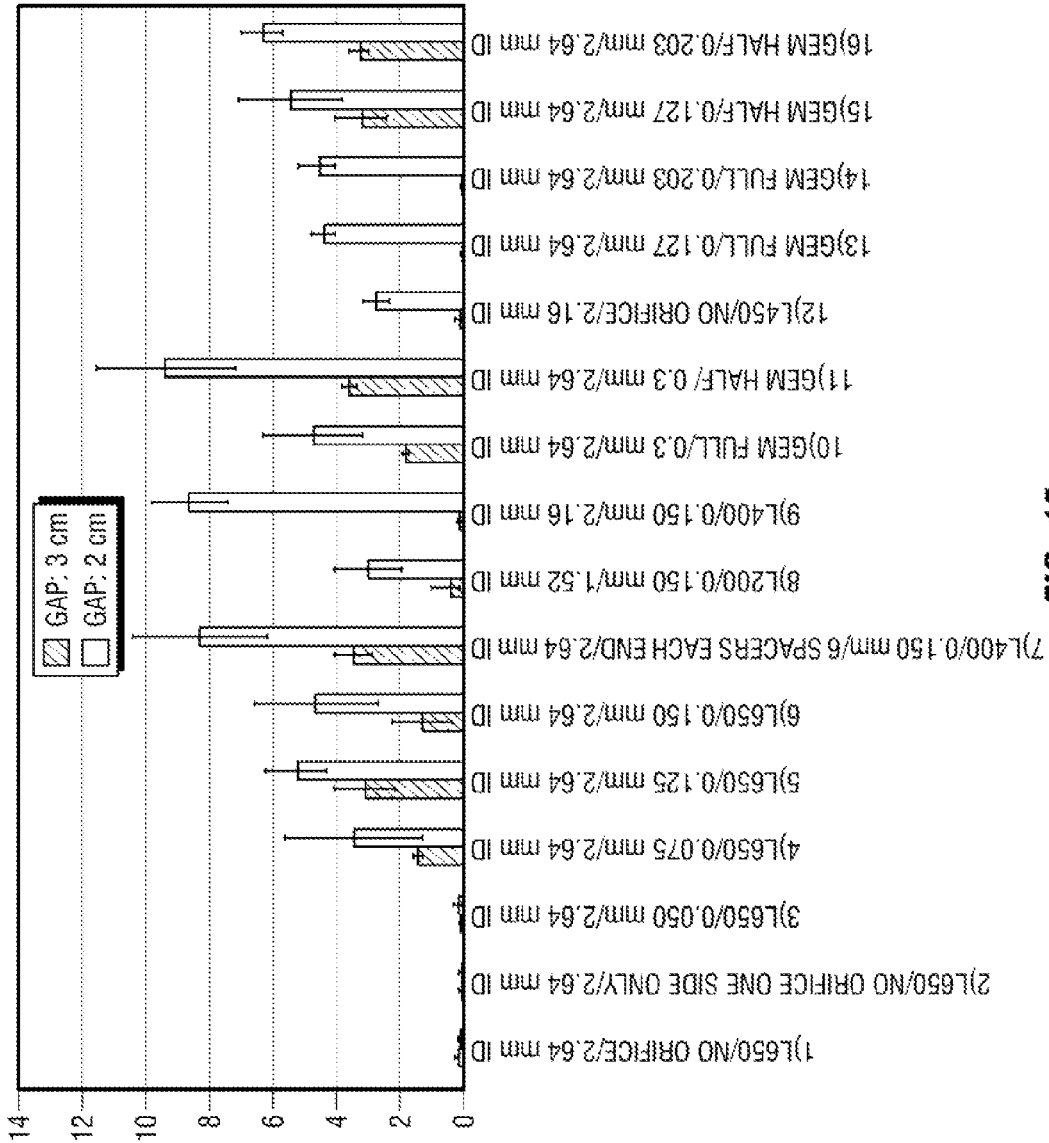 14
12
10
8
6
4
2
0
GAP: 3 cm
GAP: 2 cm
1)L650/NO ORIFICE/2.64 mm ID
2)L650/NO ORIFICE ONE SIDE ONLY/2.64 mm ID
3)L650/0.050 mm/2.64 mm ID
4)L650/0.075 mm/2.64 mm ID
5)L650/0.125 mm/2.64 mm ID
6)L650/0.150 mm/2.64 mm ID
7)L400/0.150 mm/6 SPACERS EACH END/2.64 mm ID
8)L200/0.150 mm/1.52 mm ID
9)L400/0.150 mm/2.16 mm ID
10)GEM FULL/0.3 mm/2.64 mm ID
11)GEM HALF/ 0.3 mm/2.64 mm ID
12)L450/NO ORIFICE/2.16 mm ID
13)GEM FULL/0.127 mm/2.64 mm ID
14)GEM FULL/0.203 mm/2.64 mm ID
15)GEM HALF/0.127 mm/2.64 mm ID
16)GEM HALF/0.203 mm/2.64 mm ID